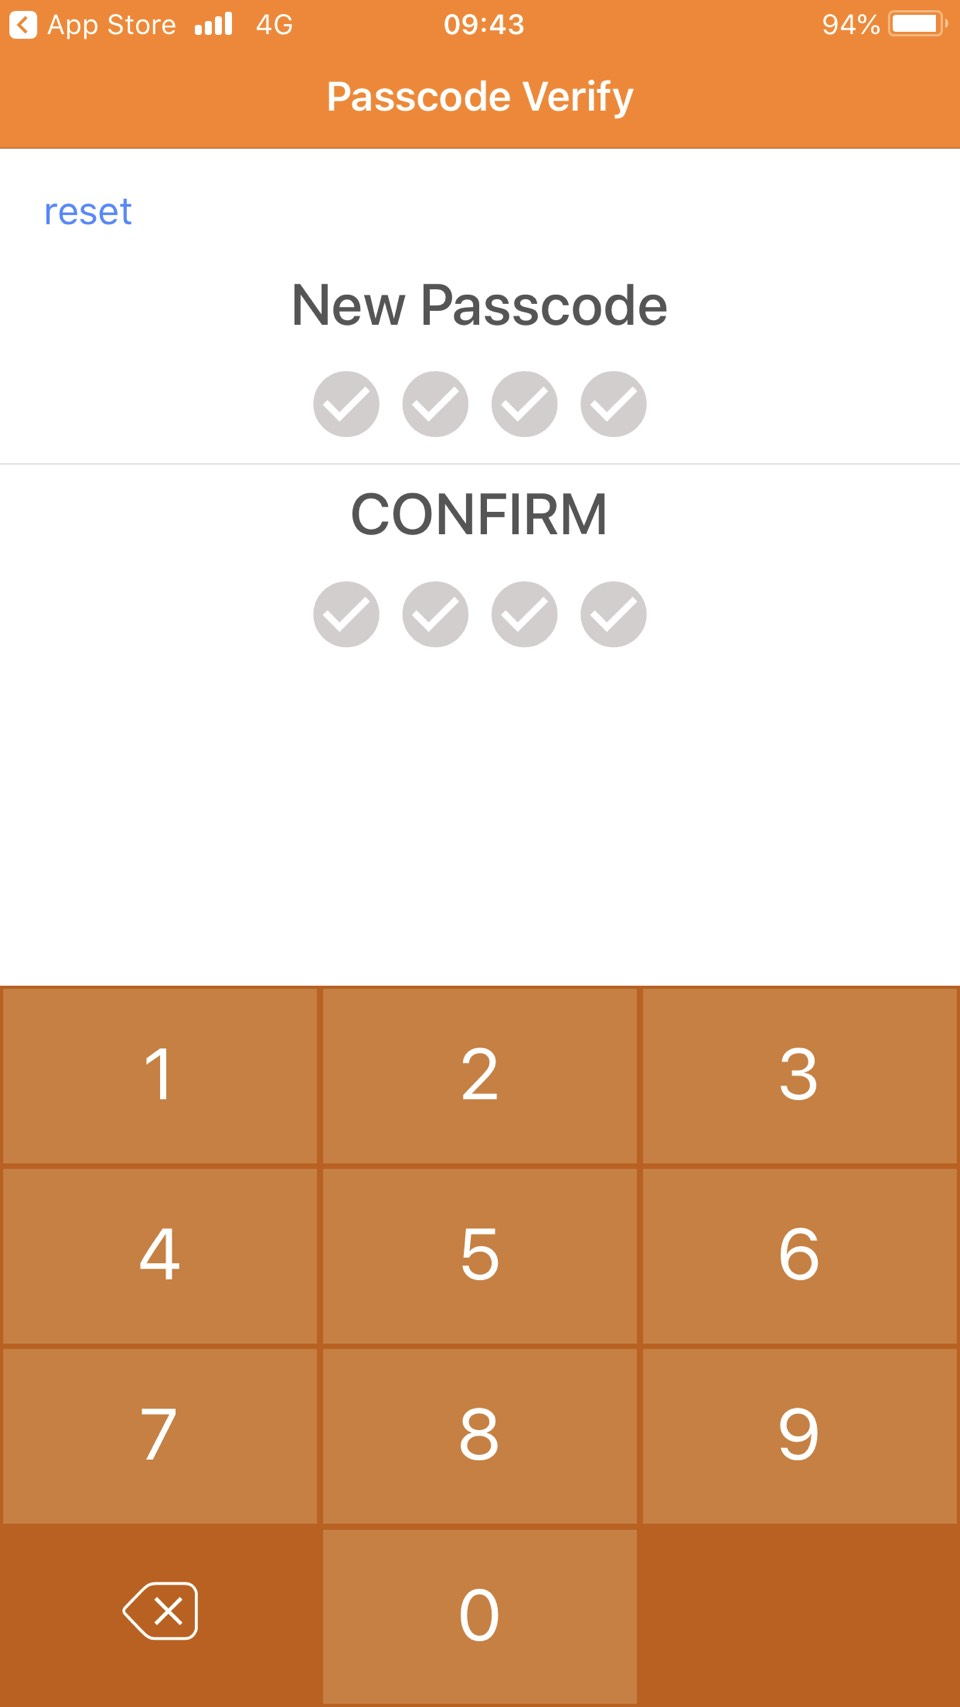 App Store 4G 09:43 94%
Passcode Verify
reset
New Passcode
CONFIRM
1 2 3
4 5 6
7 8 9
0